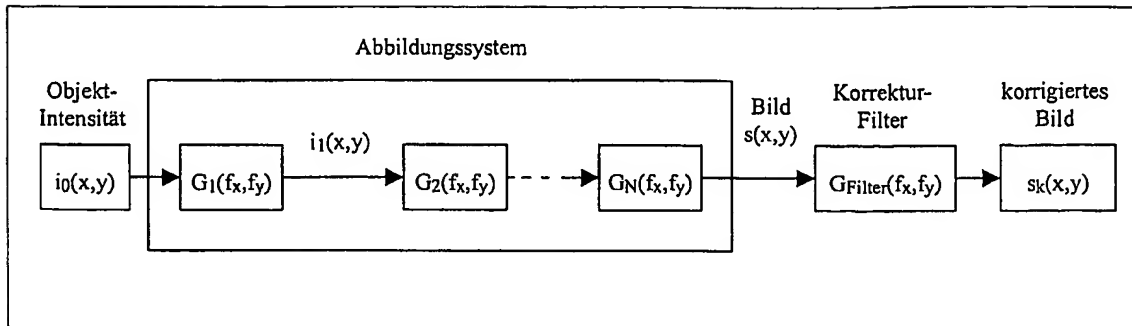 Abbildungssystem
Objekt-
Intensität
i0(x,y)
G1(fx,fy)
i1(x,y)
G2(fx,fy)
GN(fx,fy)
Bild
s(x,y)
Korrektur-
Filter
GFilter(fx,fy)
korrigiertes
Bild
sk(x,y)